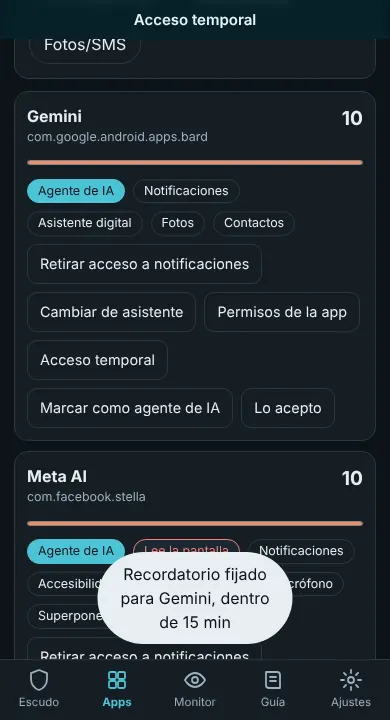 Acceso temporal
Fotos/SMS
Gemini 10
com.google.android.apps.bard
Agente de IA Notificaciones
Asistente digital Fotos Contactos
Retirar acceso a notificaciones
Cambiar de asistente Permisos de la app
Acceso temporal
Marcar como agente de IA Lo acepto
Meta AI 10
com.facebook.stella
Agente de IA Lee la pantalla Notificaciones
Recordatorio fijado
para Gemini, dentro
de 15 min
Retirar acceso a notificaciones
Escudo Apps Monitor Guía Ajustes